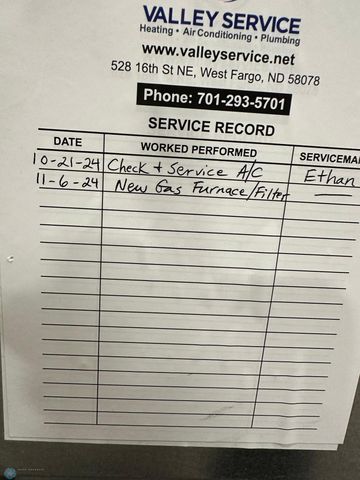 VALLEY SERVICE
Heating • Air Conditioning • Plumbing
www.valleyservice.net
528 16th St NE, West Fargo, ND 58078
Phone: 701-293-5701
SERVICE RECORD
DATE WORKED PERFORMED SERVICEMA
10-21-24 Check + Service A/C Ethan
11-6-24 New Gas Furnace/Filter —